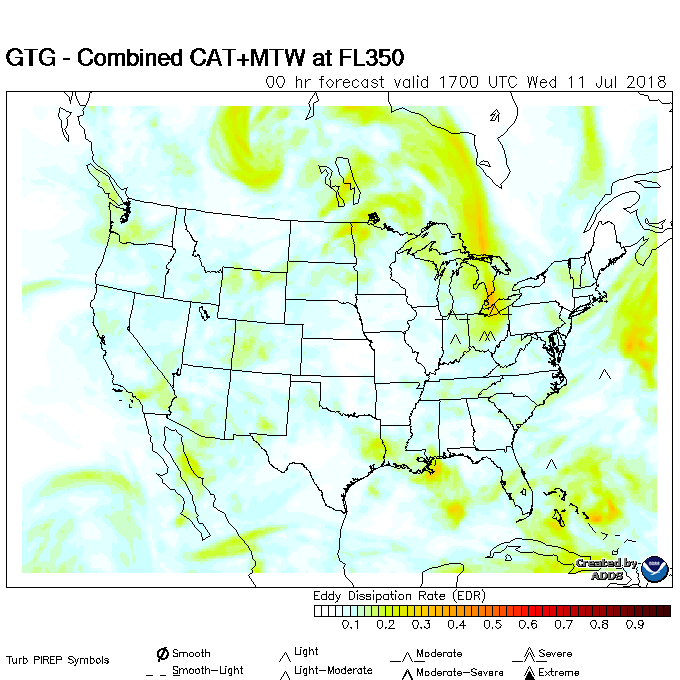 GTG - Combined CAT+MTW at FL350
00 hr forecast valid 1700 UTC Wed 11 Jul 2018
Created by
ADDS
Eddy Dissipation Rate (EDR)
0.1 0.2 0.3 0.4 0.5 0.6 0.7 0.8 0.9
Turb PIREP Symbols
Smooth Light Moderate Severe
Smooth-Light Light-Moderate Moderate-Severe Extreme